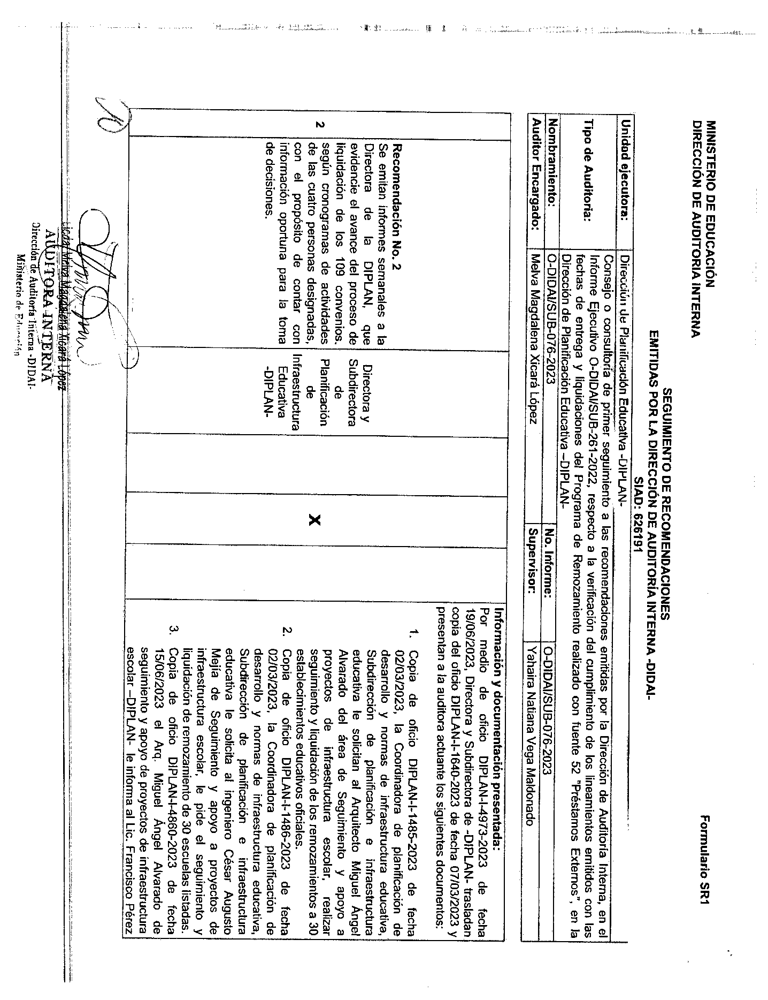 MINISTERIO DE EDUCACIÓN
DIRECCIÓN DE AUDITORIA INTERNA
Formulario SR1
SEGUIMIENTO DE RECOMENDACIONES
EMITIDAS POR LA DIRECCIÓN DE AUDITORÍA INTERNA -DIDAI-
SIAD: 626191
Unidad ejecutora: Dirección de Planificación Educativa -DIPLAN-
Tipo de Auditoria:
Consejo o consultoría de primer seguimiento a las recomendaciones emitidas por la Dirección de Auditoría Interna, en el
Informe Ejecutivo O-DIDAI/SUB-261-2022, respecto a la verificación del cumplimiento de los lineamientos emitidos con las
fechas de entrega y liquidaciones del Programa de Remozamiento realizado con fuente 52 "Préstamos Externos", en la
Dirección de Planificación Educativa –DIPLAN-
Nombramiento: O-DIDAI/SUB-076-2023 No. Informe: O-DIDAI/SUB-076-2023
Auditor Encargado: Melva Magdalena Xicará López Supervisor: Yahaira Natiana Vega Maldonado
2
Recomendación No. 2
Se emitan informes semanales a la
Directora de la DIPLAN, que
evidencie el avance del proceso de
liquidación de los 109 convenios.
según cronogramas de actividades
de las cuatro personas designadas,
con el propósito de contar con
información oportuna para la toma
de decisiones.
Directora y
Subdirectora
de
Planificación
de
Infraestructura
Educativa
-DIPLAN-
X
Información y documentación presentada:
Por medio de oficio DIPLAN-I-4973-2023 de fecha
19/06/2023, Directora y Subdirectora de -DIPLAN- trasladan
copia del oficio DIPLAN-I-1640-2023 de fecha 07/03/2023 y
presentan a la auditora actuante los siguientes documentos:
1. Copia de oficio DIPLAN-I-1485-2023 de fecha
02/03/2023, la Coordinadora de planificación de
desarrollo y normas de infraestructura educativa,
Subdirección de planificación e infraestructura
educativa le solicitan al Arquitecto Miguel Ángel
Alvarado del área de Seguimiento y apoyo a
proyectos de infraestructura escolar, realizar
seguimiento y liquidación de los remozamientos a 30
establecimientos educativos oficiales.
2. Copia de oficio DIPLAN-I-1486-2023 de fecha
02/03/2023, la Coordinadora de planificación de
desarrollo y normas de infraestructura educativa,
Subdirección de planificación e infraestructura
educativa le solicita al ingeniero César Augusto
Mejía de Seguimiento y apoyo a proyectos de
infraestructura escolar, le pide el seguimiento y
liquidación de remozamiento de 30 escuelas listadas.
3. Copia de oficio DIPLAN-I-4860-2023 de fecha
15/06/2023 el Arq. Miguel Ángel Alvarado de
seguimiento y apoyo de proyectos de infraestructura
escolar –DIPLAN- le informa al Lic. Francisco Pérez
Licda. Melva Magdalena Xicará López
AUDITORA INTERNA
Dirección de Auditoría Interna -DIDAI-
Ministerio de Educación